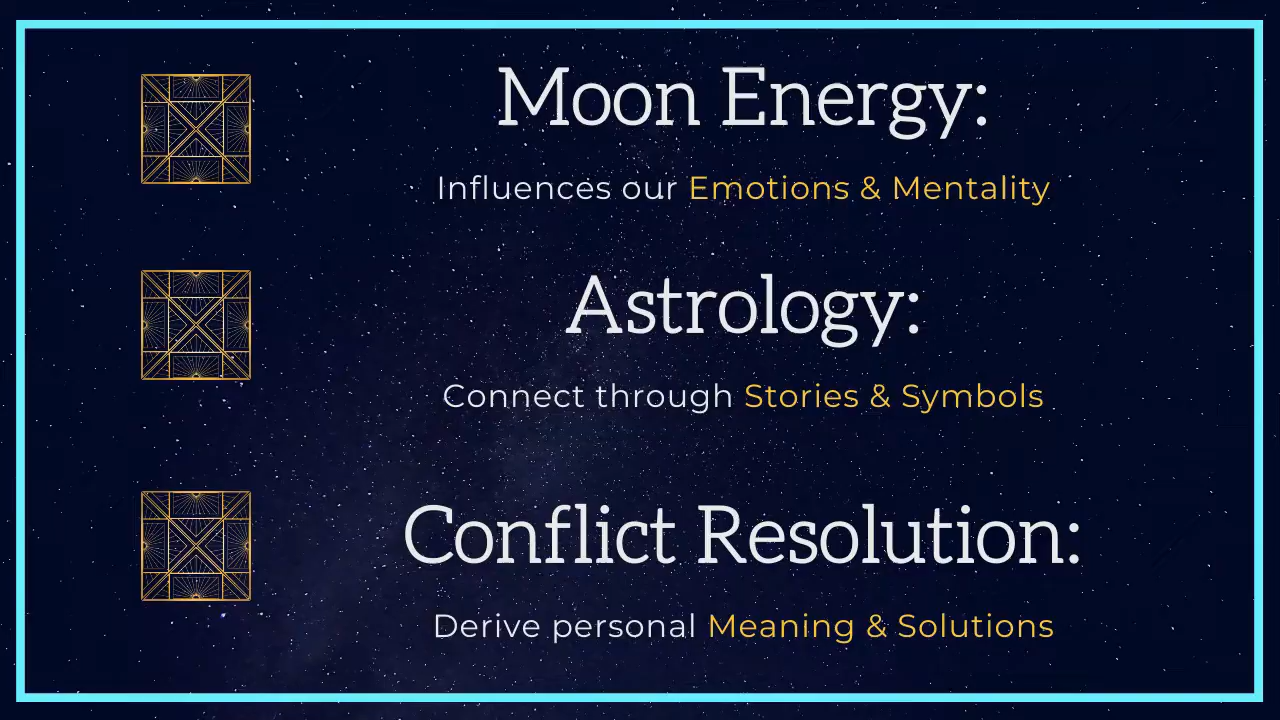 Moon Energy:
Influences our Emotions & Mentality
Astrology:
Connect through Stories & Symbols
Conflict Resolution:
Derive personal Meaning & Solutions